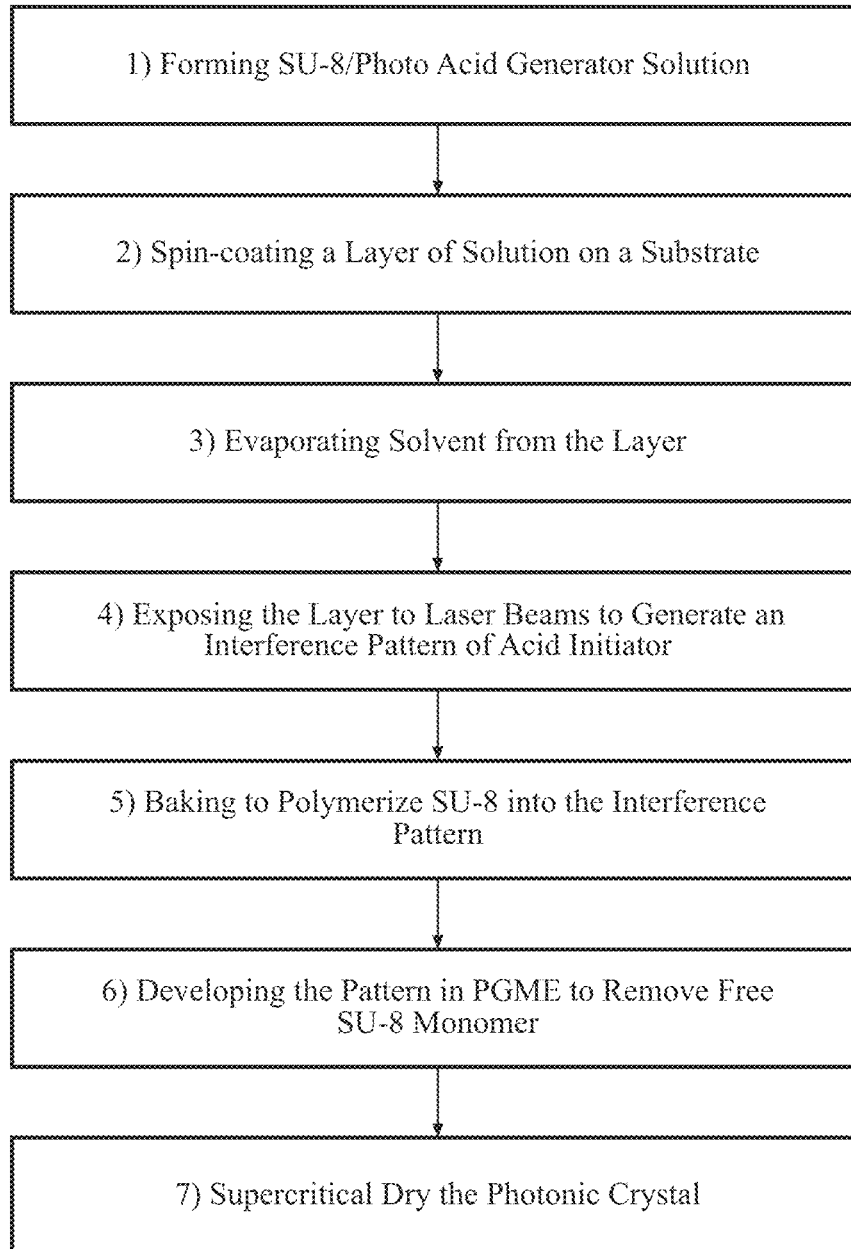 1) Forming SU-8/Photo Acid Generator Solution
2) Spin-coating a Layer of Solution on a Substrate
3) Evaporating Solvent from the Layer
4) Exposing the Layer to Laser Beams to Generate an
Interference Pattern of Acid Initiator
5) Baking to Polymerize SU-8 into the Interference
Pattern
6) Developing the Pattern in PGME to Remove Free
SU-8 Monomer
7) Supercritical Dry the Photonic Crystal